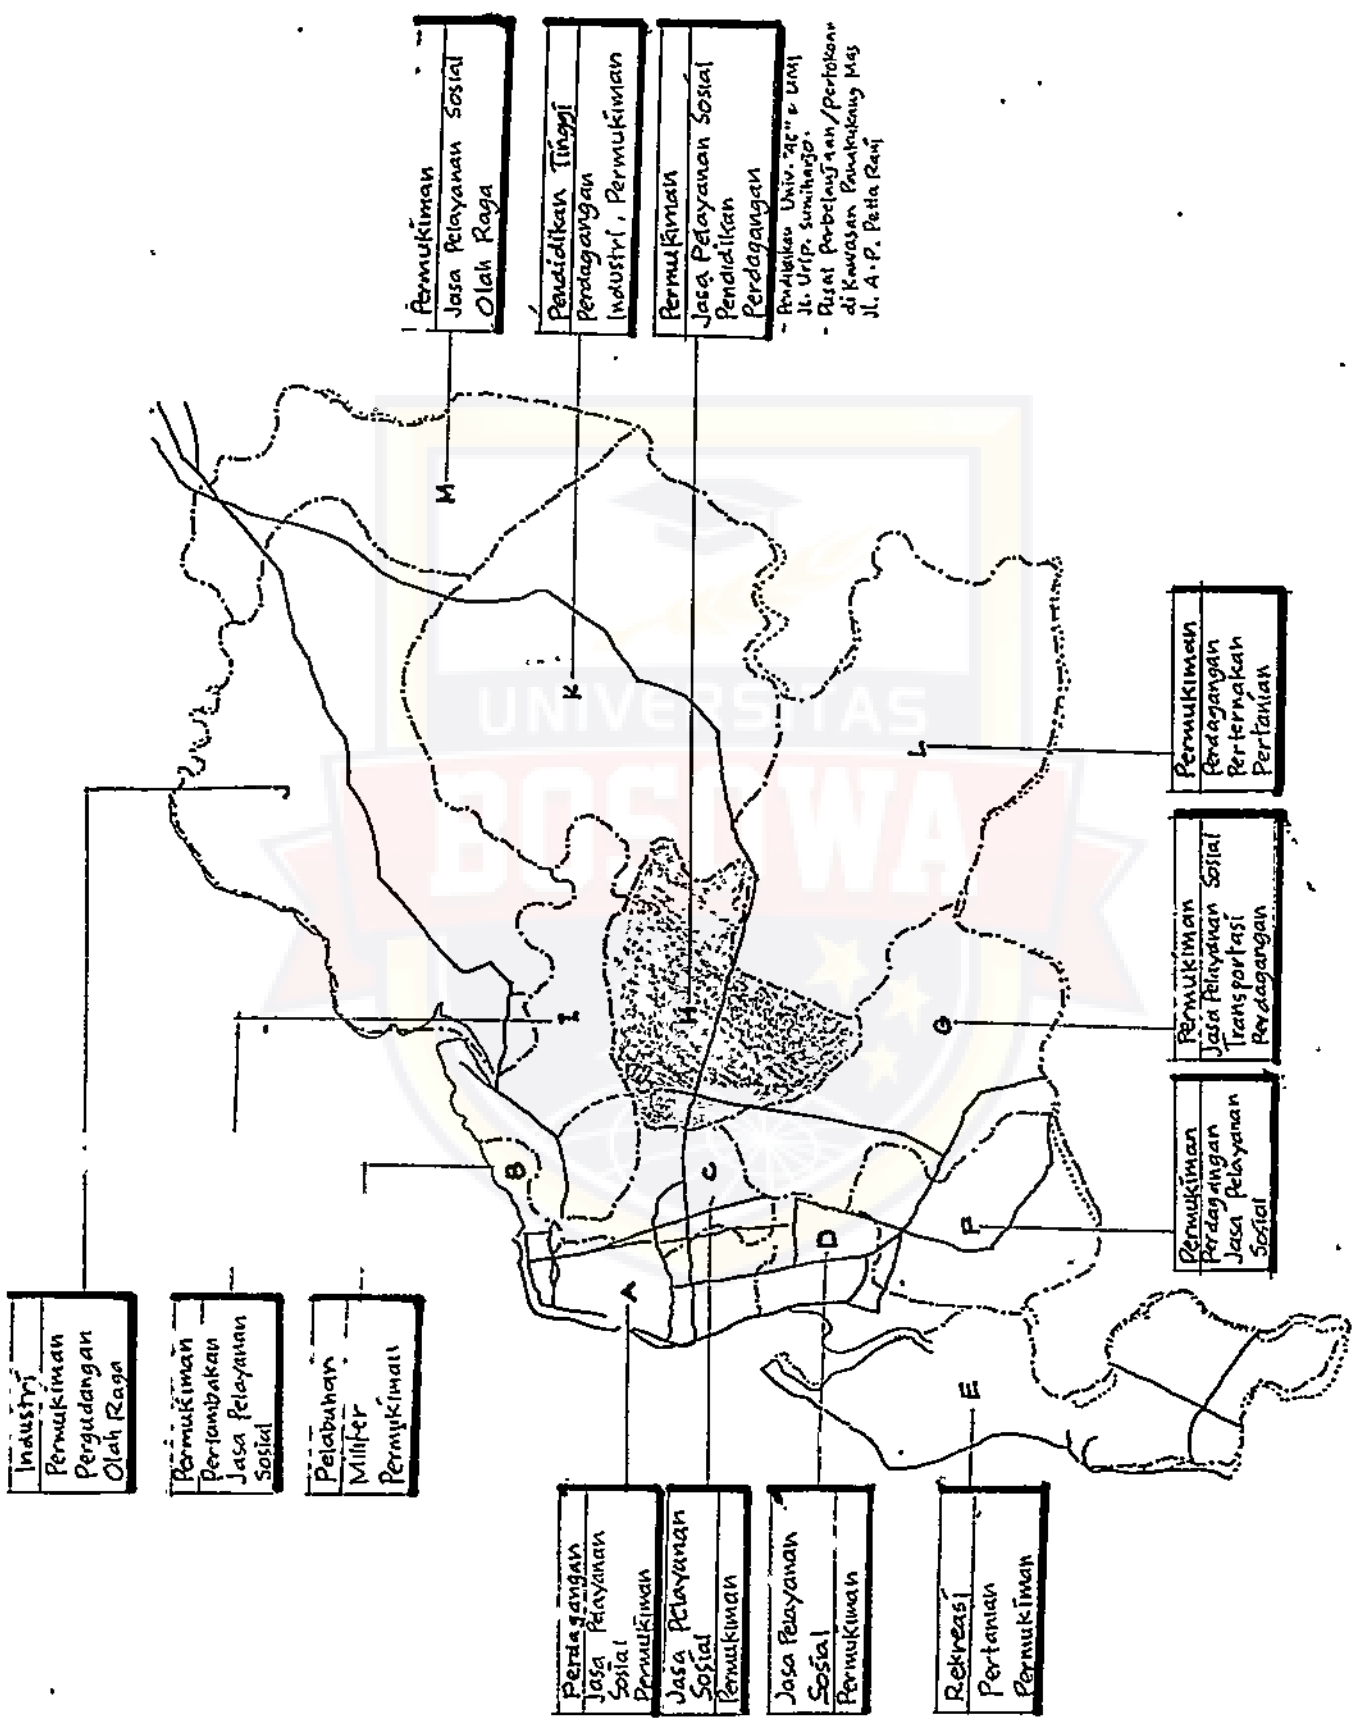 Industri
Permukiman
Pergudangan
Olah Raga
Permukiman
Pertambakan
Jasa Pelayanan
Sosial
Pelabuhan
Militer
Permukiman
Perdagangan
Jasa Pelayanan
Sosial
Permukiman
Jasa Pelayanan
Sosial
Permukiman
Jasa Pelayanan
Sosial
Permukiman
Rekreasi
Pertanian
Permukiman
Permukiman
Perdagangan
Jasa Pelayanan
Sosial
Permukiman
Jasa Pelayanan Sosial
Transportasi
Perdagangan
Permukiman
Perdagangan
Perternakan
Pertanian
Permukiman
Jasa Pelayanan Sosial
Olah Raga
Pendidikan Tinggi
Perdagangan
Industri, Permukiman
Permukiman
Jasa Pelayanan Sosial
Pendidikan
Perdagangan
- Pendidikan Univ. "45" & UMI
Jl. Urip. Sumiharjo.
- Pusat Perbelanjaan/pertokoan
di Kawasan Panakukang Mas
Jl. A.P. Petta Rani
A
B
C
D
E
F
G
H
I
J
K
L
M
UNIVERSITAS
BOSOWA